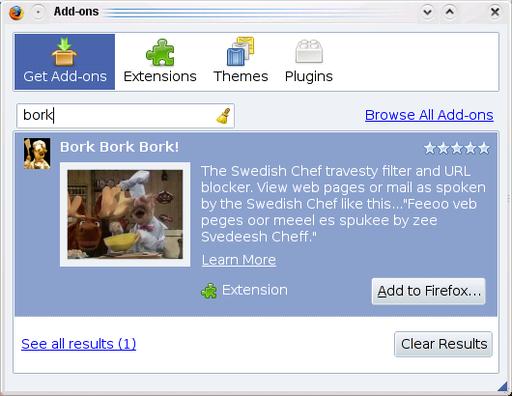 Add-ons
Get Add-ons Extensions Themes Plugins
bork
Browse All Add-ons
Bork Bork Bork!
The Swedish Chef travesty filter and URL
blocker. View web pages or mail as spoken
by the Swedish Chef like this..."Feeoo veb
peges oor meeel es spukee by zee
Svedeesh Cheff."
Learn More
Extension
Add to Firefox...
See all results (1)
Clear Results